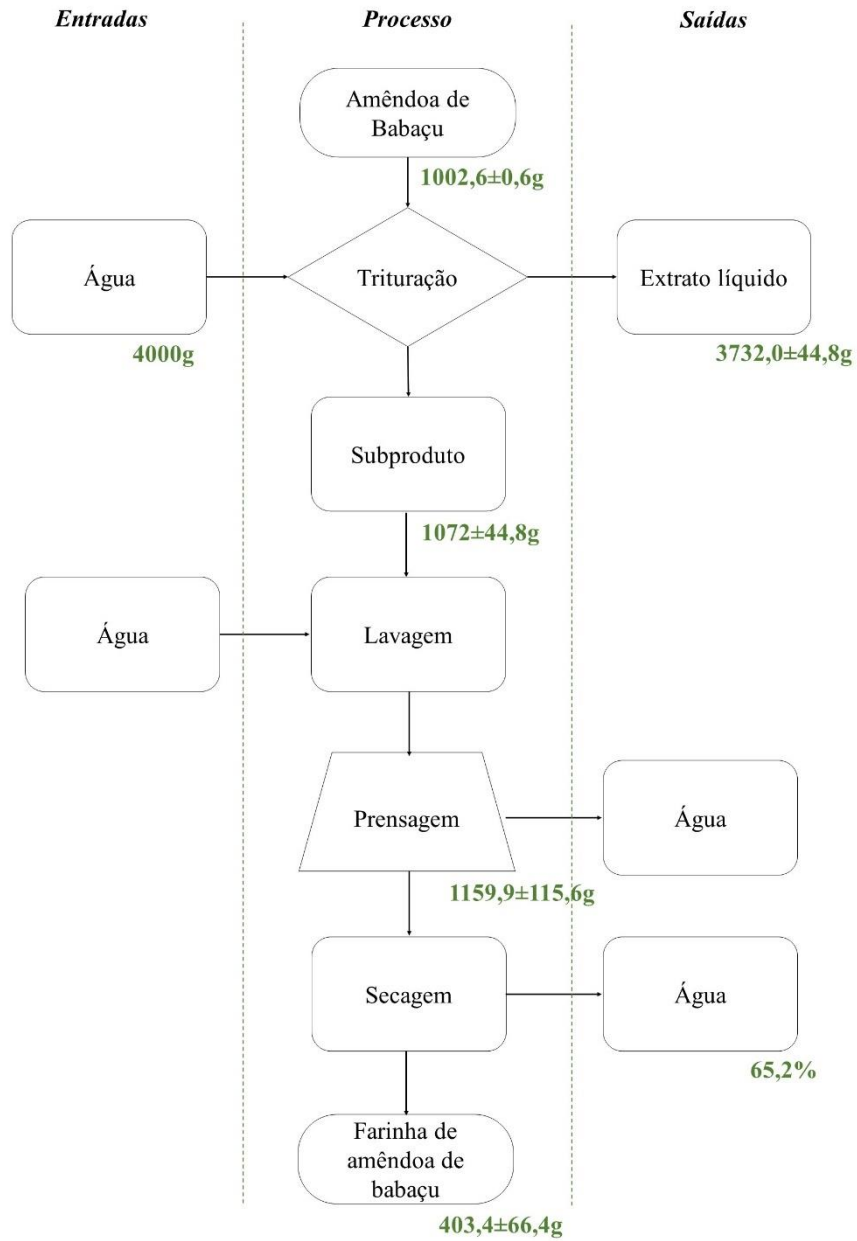 Entradas
Processo
Saídas
Amêndoa de
Babaçu
1002,6±0,6g
Água
Trituração
Extrato líquido
4000g
3732,0±44,8g
Subproduto
1072±44,8g
Água
Lavagem
Prensagem
Água
1159,9±115,6g
Secagem
Água
65,2%
Farinha de
amêndoa de
babaçu
403,4±66,4g